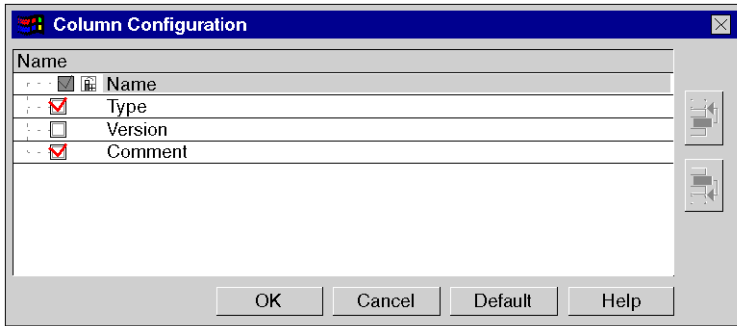 Column Configuration
Name
Name
Type
Version
Comment
OK Cancel Default Help